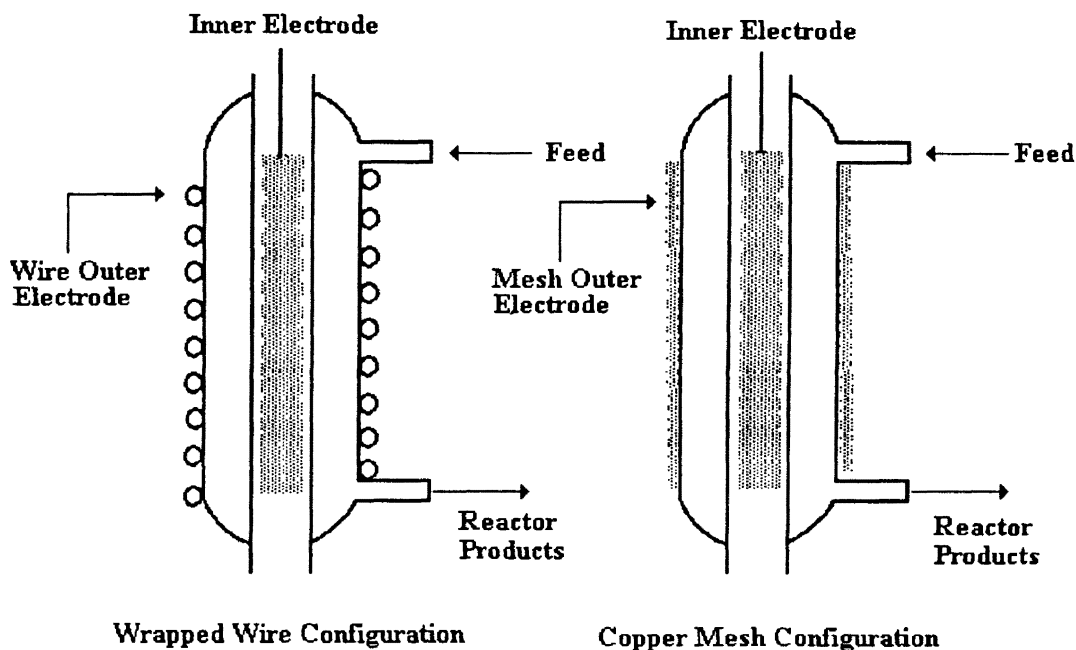 Inner Electrode
Feed
Wire Outer
Electrode
Reactor
Products
Wrapped Wire Configuration
Inner Electrode
Feed
Mesh Outer
Electrode
Reactor
Products
Copper Mesh Configuration